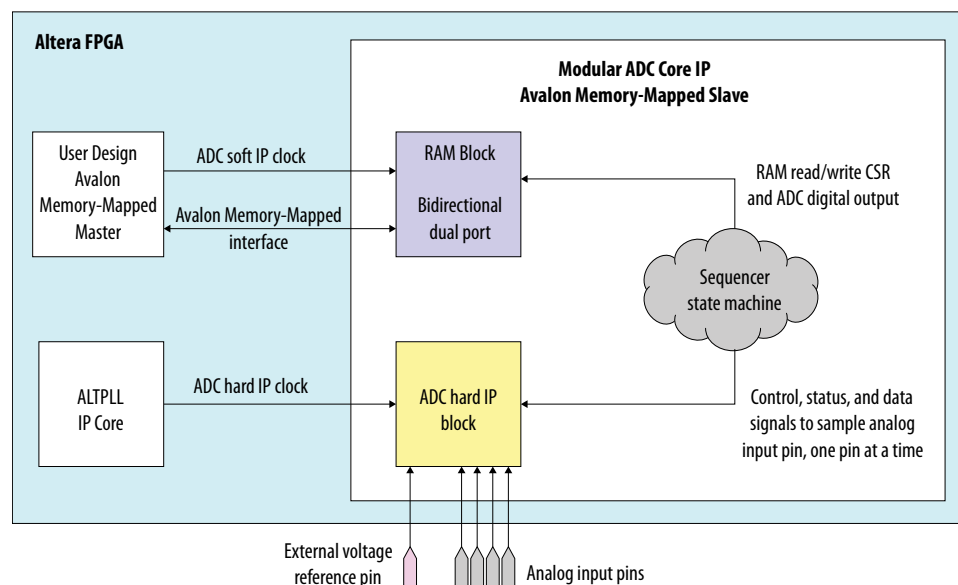 Altera FPGA
Modular ADC Core IP
Avalon Memory-Mapped Slave
User Design
Avalon
Memory-Mapped
Master
ADC soft IP clock
Avalon Memory-Mapped
interface
RAM Block
Bidirectional
dual port
RAM read/write CSR
and ADC digital output
Sequencer
state machine
ALTPLL
IP Core
ADC hard IP clock
ADC hard IP
block
Control, status, and data
signals to sample analog
input pin, one pin at a time
External voltage
reference pin
Analog input pins